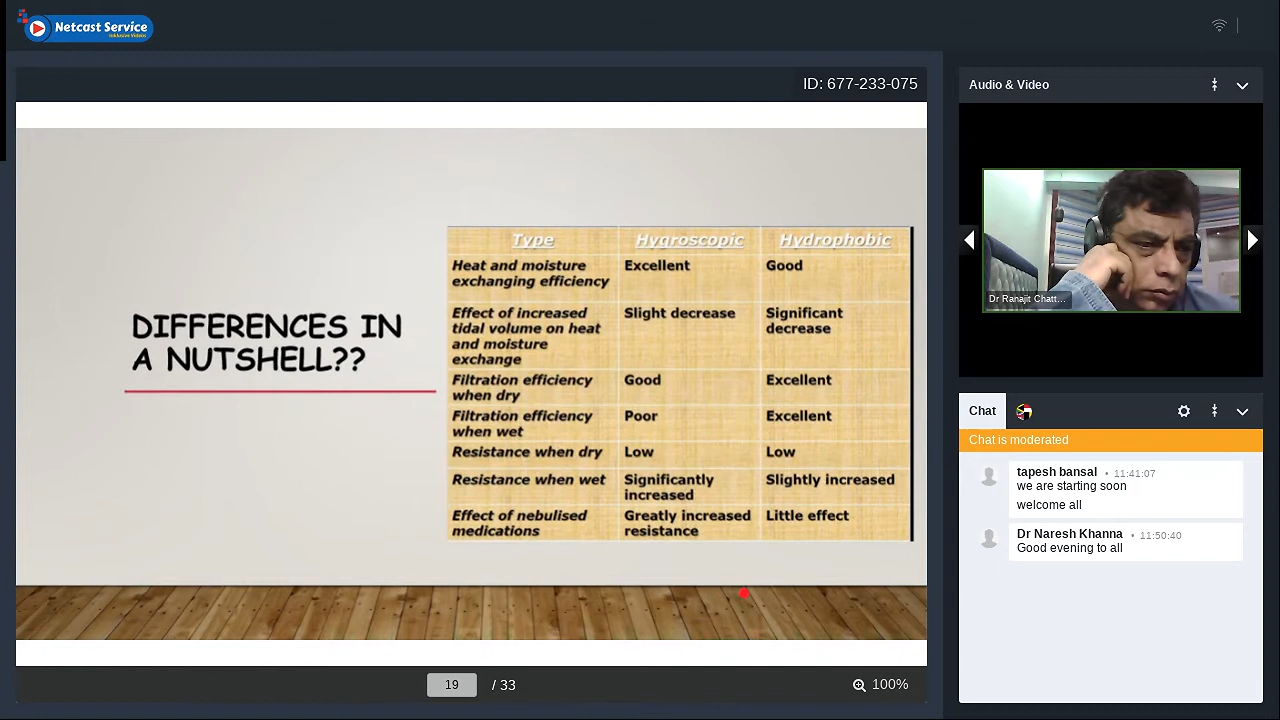 Netcast Service
Inklusive Videos
ID: 677-233-075
DIFFERENCES IN
A NUTSHELL??
Type Hygroscopic Hydrophobic
Heat and moisture
exchanging efficiency
Excellent
Good
Effect of increased
tidal volume on heat
and moisture
exchange
Slight decrease
Significant
decrease
Filtration efficiency
when dry
Good
Excellent
Filtration efficiency
when wet
Poor
Excellent
Resistance when dry
Low
Low
Resistance when wet
Significantly
increased
Slightly increased
Effect of nebulised
medications
Greatly increased
resistance
Little effect
19 / 33
100%
Audio & Video
Dr Ranajit Chatt...
Chat
Chat is moderated
tapesh bansal • 11:41:07
we are starting soon
welcome all
Dr Naresh Khanna • 11:50:40
Good evening to all